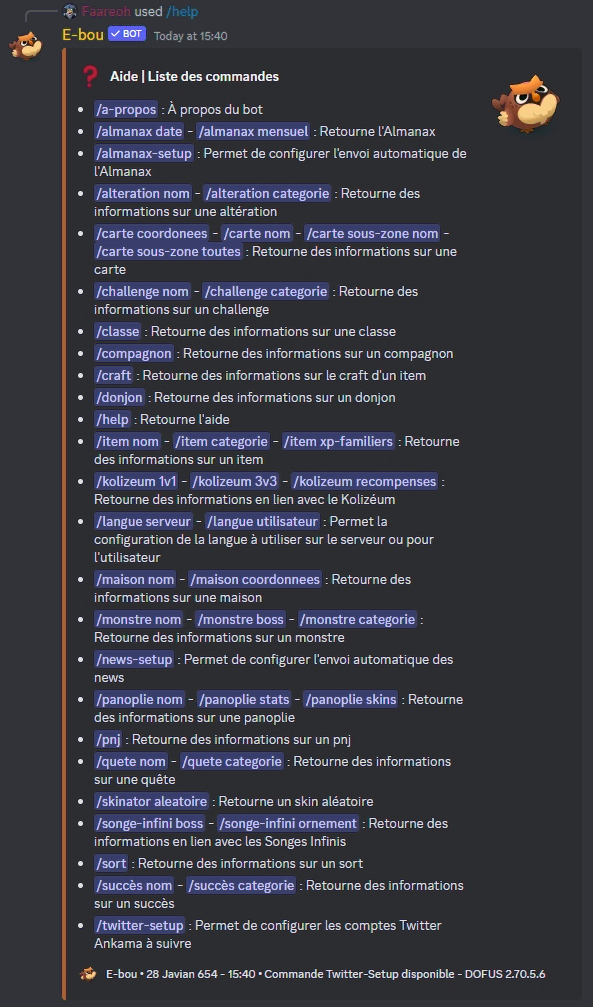 Faareoh used /help
E-bou ✓ BOT Today at 15:40
❓ Aide | Liste des commandes
• /a-propos : À propos du bot
• /almanax date - /almanax mensuel : Retourne l'Almanax
• /almanax-setup : Permet de configurer l'envoi automatique de
l'Almanax
• /alteration nom - /alteration categorie : Retourne des
informations sur une altération
• /carte coordonees - /carte nom - /carte sous-zone nom -
/carte sous-zone toutes : Retourne des informations sur une
carte
• /challenge nom - /challenge categorie : Retourne des
informations sur un challenge
• /classe : Retourne des informations sur une classe
• /compagnon : Retourne des informations sur un compagnon
• /craft : Retourne des informations sur le craft d'un item
• /donjon : Retourne des informations sur un donjon
• /help : Retourne l'aide
• /item nom - /item categorie - /item xp-familiers : Retourne
des informations sur un item
• /kolizeum 1v1 - /kolizeum 3v3 - /kolizeum recompenses :
Retourne des informations en lien avec le Kolizéum
• /langue serveur - /langue utilisateur : Permet la
configuration de la langue à utiliser sur le serveur ou pour
l'utilisateur
• /maison nom - /maison coordonnees : Retourne des
informations sur une maison
• /monstre nom - /monstre boss - /monstre categorie :
Retourne des informations sur un monstre
• /news-setup : Permet de configurer l'envoi automatique des
news
• /panoplie nom - /panoplie stats - /panoplie skins : Retourne
des informations sur une panoplie
• /pnj : Retourne des informations sur un pnj
• /quete nom - /quete categorie : Retourne des informations
sur une quête
• /skinator aleatoire : Retourne un skin aléatoire
• /songe-infini boss - /songe-infini ornement : Retourne des
informations en lien avec les Songes Infinis
• /sort : Retourne des informations sur un sort
• /succès nom - /succès categorie : Retourne des informations
sur un succès
• /twitter-setup : Permet de configurer les comptes Twitter
Ankama à suivre
E-bou • 28 Javian 654 - 15:40 • Commande Twitter-Setup disponible - DOFUS 2.70.5.6